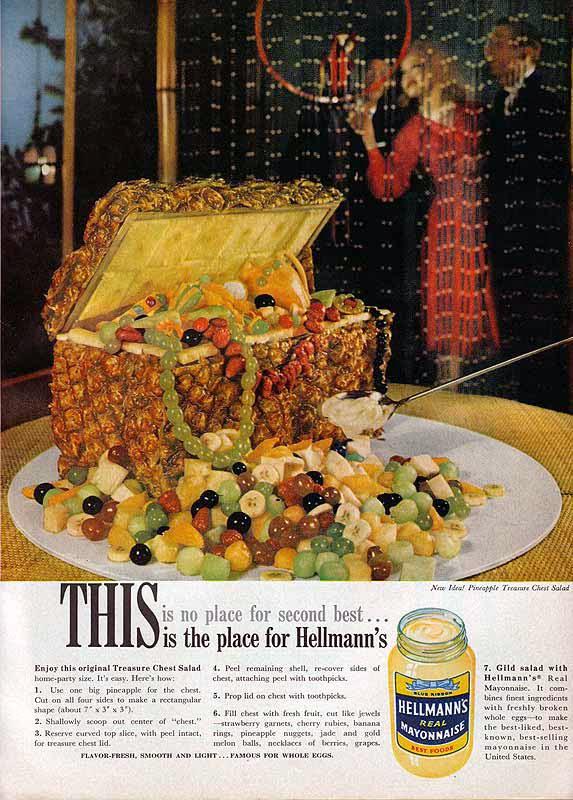 New Idea! Pineapple Treasure Chest Salad
THIS is no place for second best...
is the place for Hellmann's
Enjoy this original Treasure Chest Salad
home-party size. It's easy. Here's how:
1. Use one big pineapple for the chest.
Cut on all four sides to make a rectangular
shape (about 7" x 3" x 3").
2. Shallowly scoop out center of "chest."
3. Reserve curved top slice, with peel intact,
for treasure chest lid.
4. Peel remaining shell, re-cover sides of
chest, attaching peel with toothpicks.
5. Prop lid on chest with toothpicks.
6. Fill chest with fresh fruit, cut like jewels
—strawberry garnets, cherry rubies, banana
rings, pineapple nuggets, jade and gold
melon balls, necklaces of berries, grapes.
BLUE RIBBON
HELLMANN'S
REAL
MAYONNAISE
BEST FOODS
7. Gild salad with
Hellmann's® Real
Mayonnaise. It com-
bines finest ingredients
with freshly broken
whole eggs—to make
the best-liked, best-
known, best-selling
mayonnaise in the
United States.
FLAVOR-FRESH, SMOOTH AND LIGHT...FAMOUS FOR WHOLE EGGS.